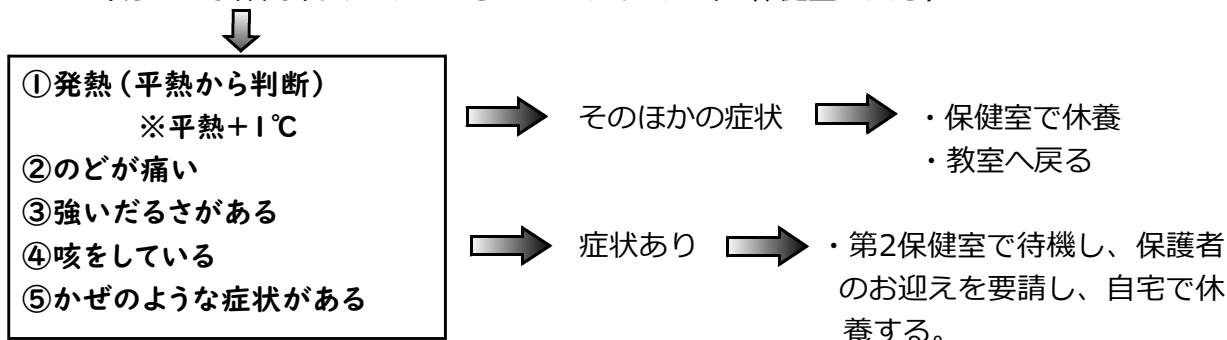 ①発熱（平熱から判断）
※平熱＋1℃
②のどが痛い
③強いだるさがある
④咳をしている
⑤かぜのような症状がある
そのほかの症状
・保健室で休養
・教室へ戻る
症状あり
・第2保健室で待機し、保護者
のお迎えを要請し、自宅で休
養する。